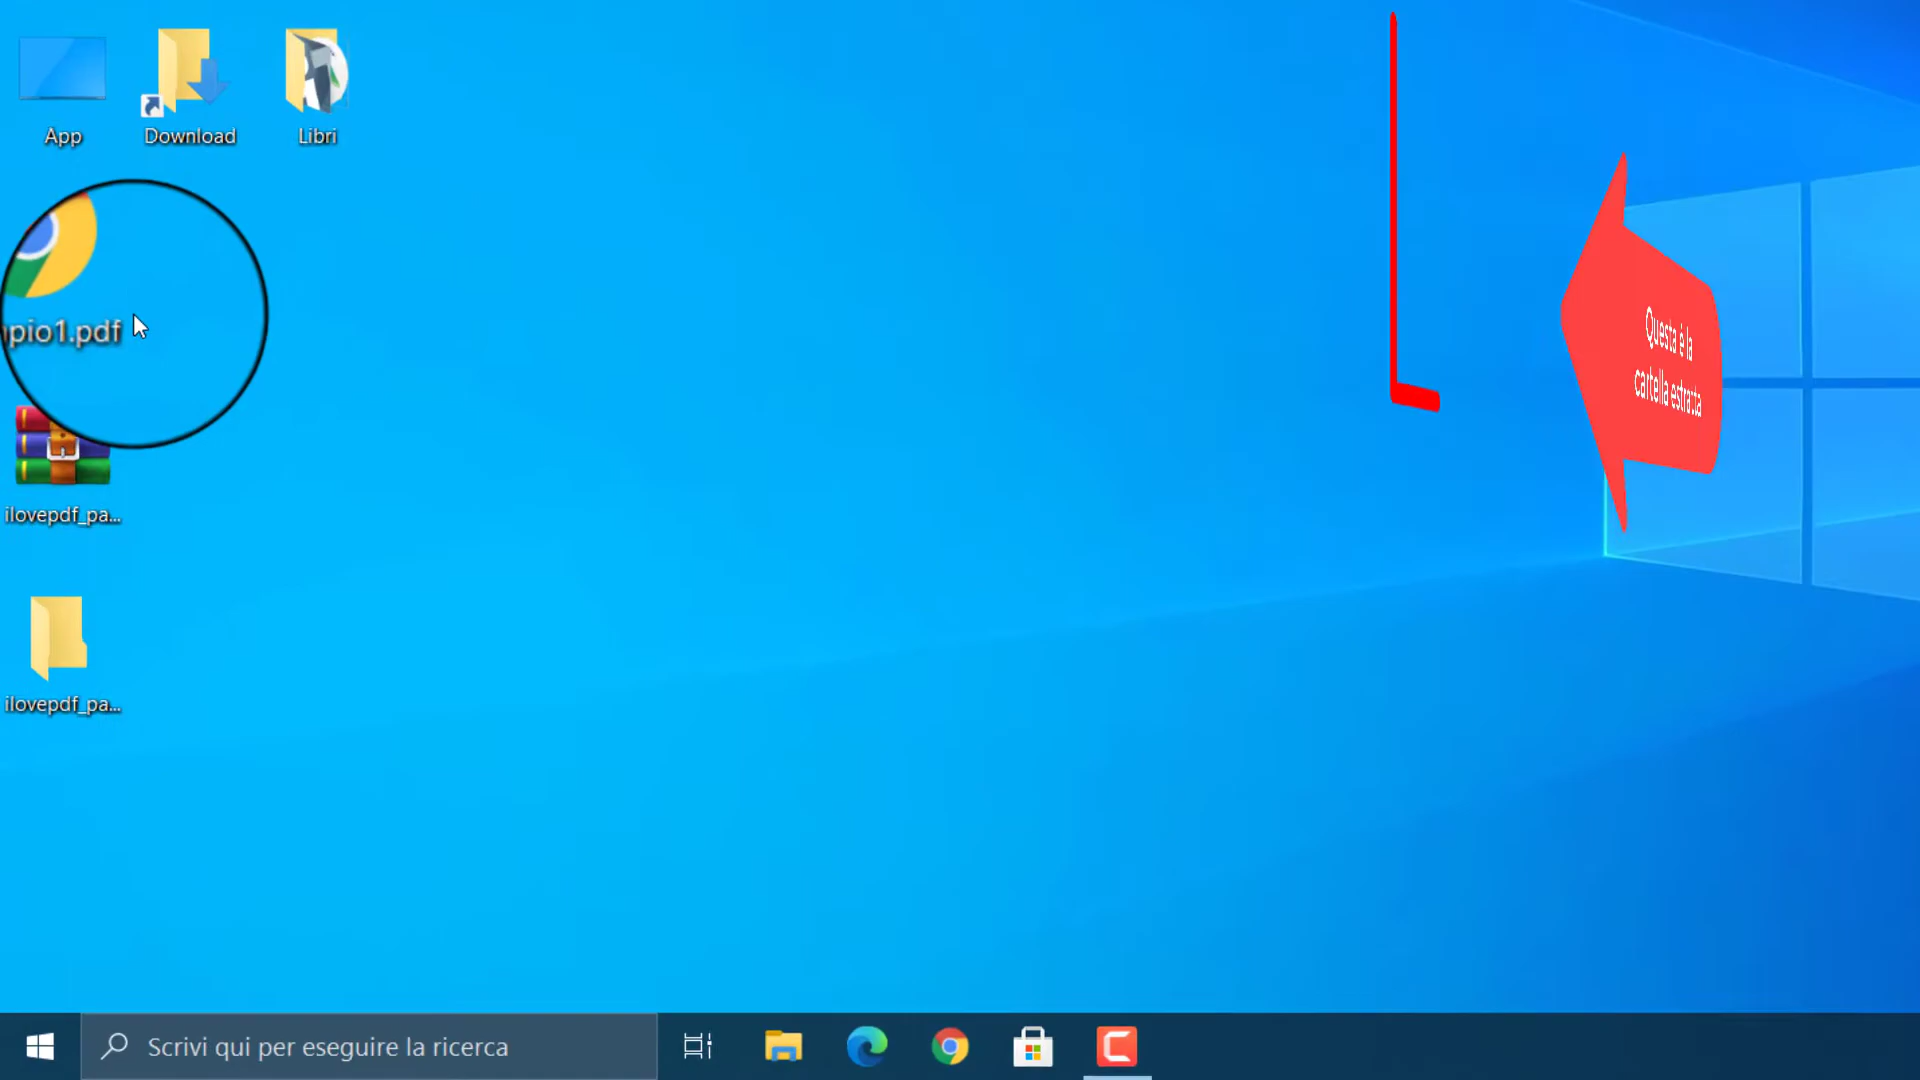 App
Download
Libri
pio1.pdf
ilovepdf_pa...
ilovepdf_pa...
Questa è la
cartella estratta
Scrivi qui per eseguire la ricerca